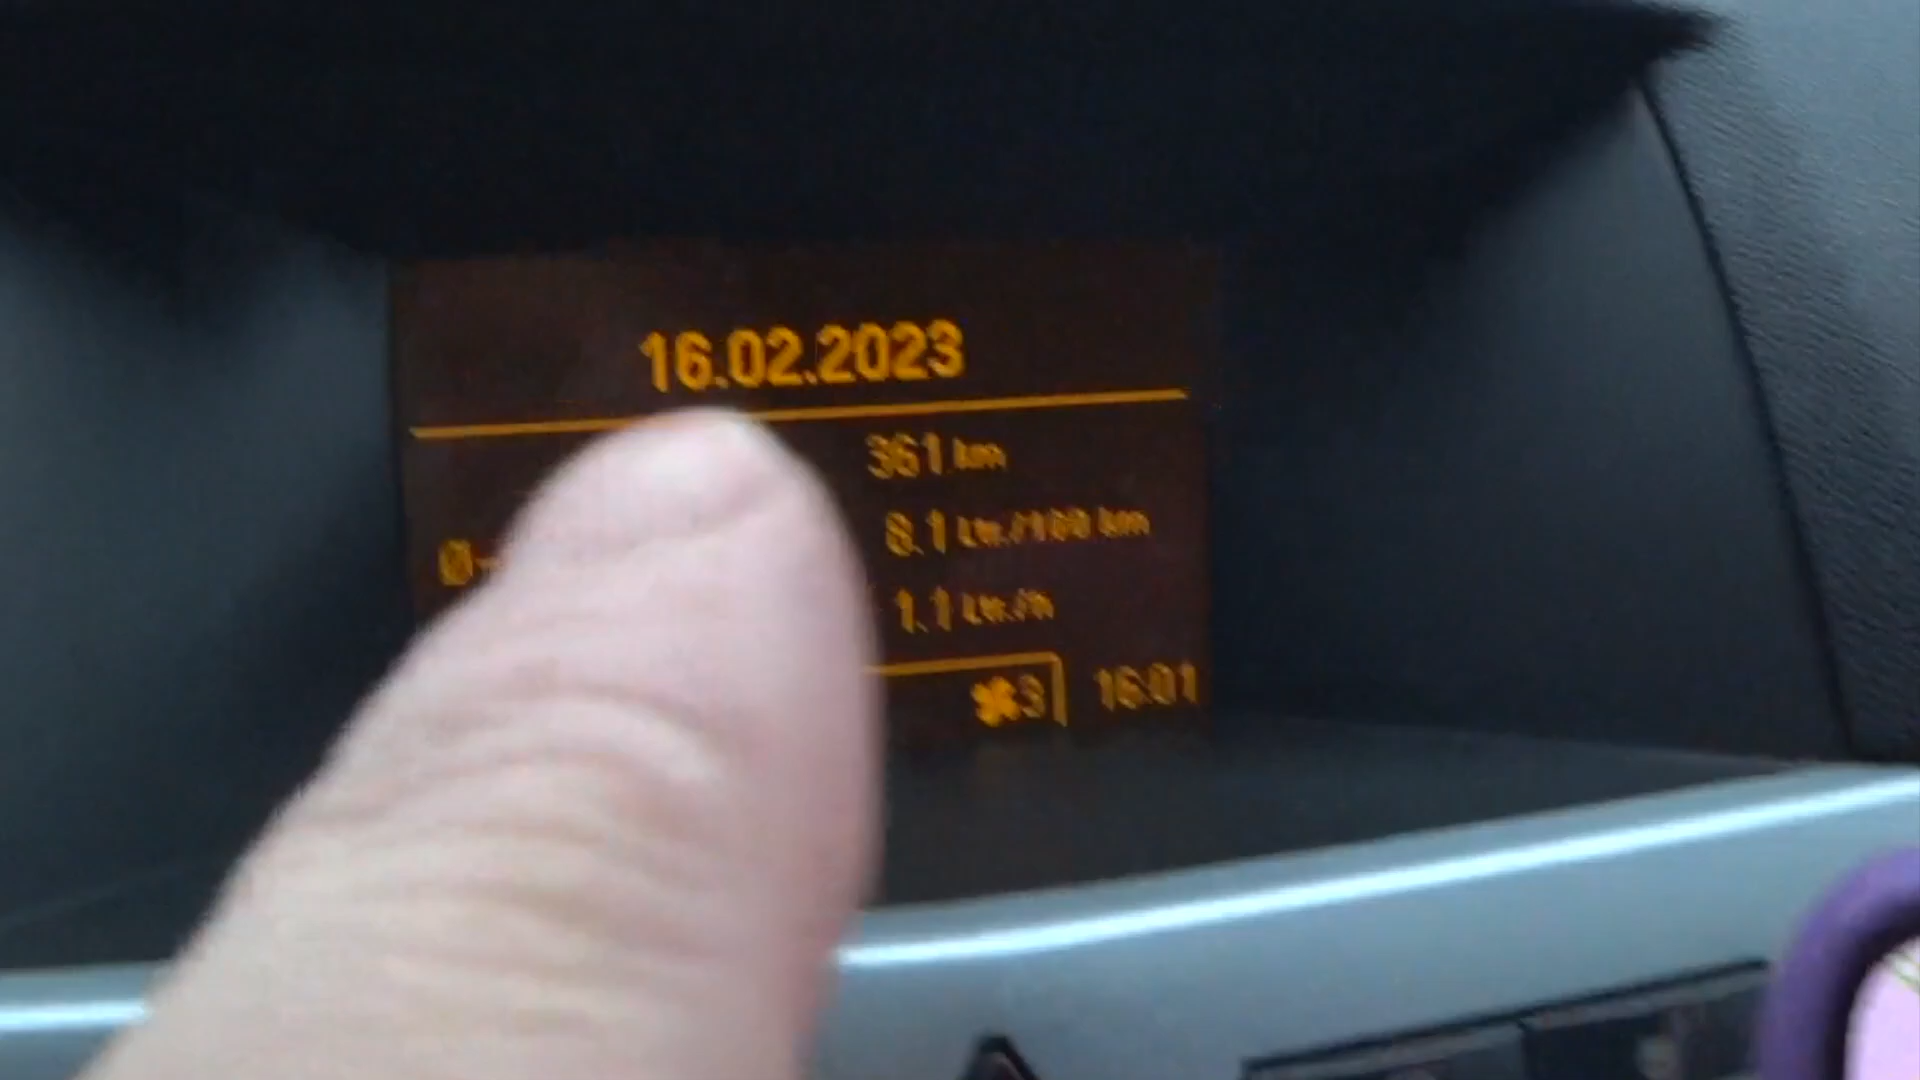 16.02.2023
361 km
8.1 Ltr./100 km
1.1 Ltr./h
3 16:01